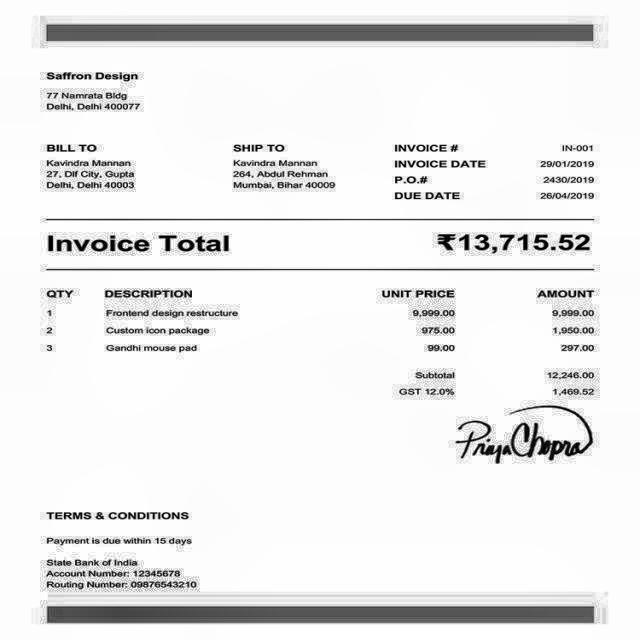 Saffron Design
77 Namrata Bldg
Delhi, Delhi 400077
BILL TO
Kavindra Mannan
27, Dlf City, Gupta
Delhi, Delhi 40003
SHIP TO
Kavindra Mannan
264, Abdul Rehman
Mumbai, Bihar 40009
INVOICE # IN-001
INVOICE DATE 29/01/2019
P.O.# 2430/2019
DUE DATE 26/04/2019
Invoice Total ₹13,715.52
QTY DESCRIPTION UNIT PRICE AMOUNT
1 Frontend design restructure 9,999.00 9,999.00
2 Custom icon package 975.00 1,950.00
3 Gandhi mouse pad 99.00 297.00
Subtotal 12,246.00
GST 12.0% 1,469.52
Priya Chopra
TERMS & CONDITIONS
Payment is due within 15 days
State Bank of India
Account Number: 12345678
Routing Number: 09876543210